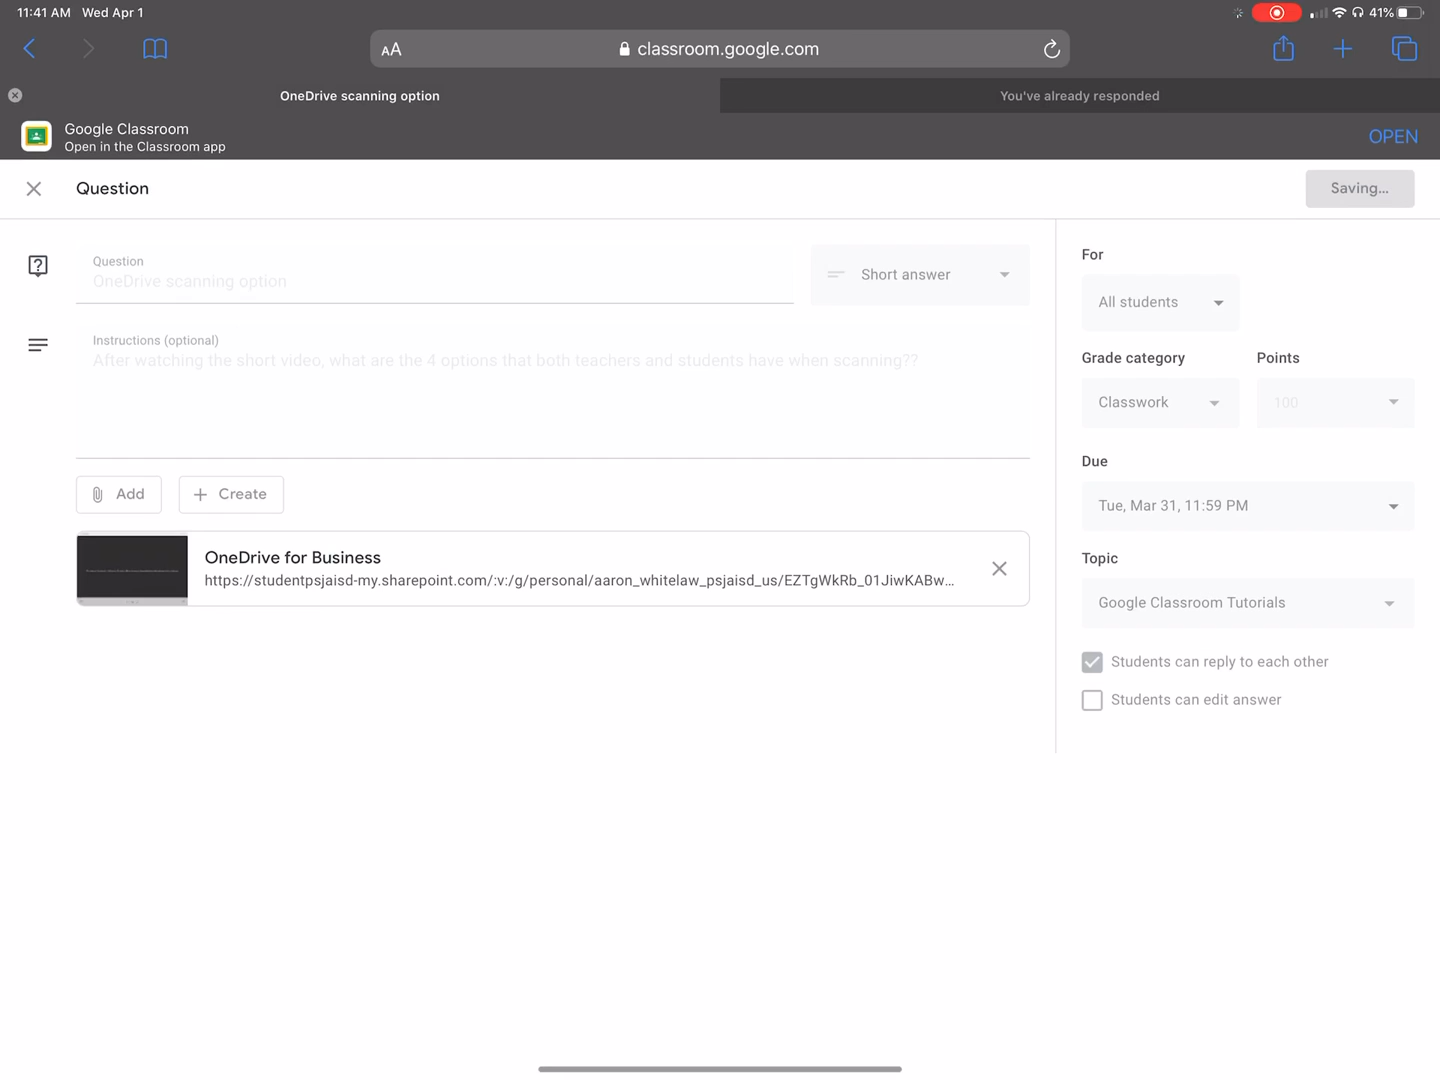 11:41 AM Wed Apr 1
41%
AA
classroom.google.com
OneDrive scanning option
You've already responded
Google Classroom
Open in the Classroom app
OPEN
Question
Saving...
Question
OneDrive scanning option
Short answer
Instructions (optional)
After watching the short video, what are the 4 options that both teachers and students have when scanning??
Add
Create
OneDrive for Business
https://studentpsjaisd-my.sharepoint.com/:v:/g/personal/aaron_whitelaw_psjaisd_us/EZTgWkRb_01JiwKABw...
For
All students
Grade category
Points
Classwork
100
Due
Tue, Mar 31, 11:59 PM
Topic
Google Classroom Tutorials
Students can reply to each other
Students can edit answer